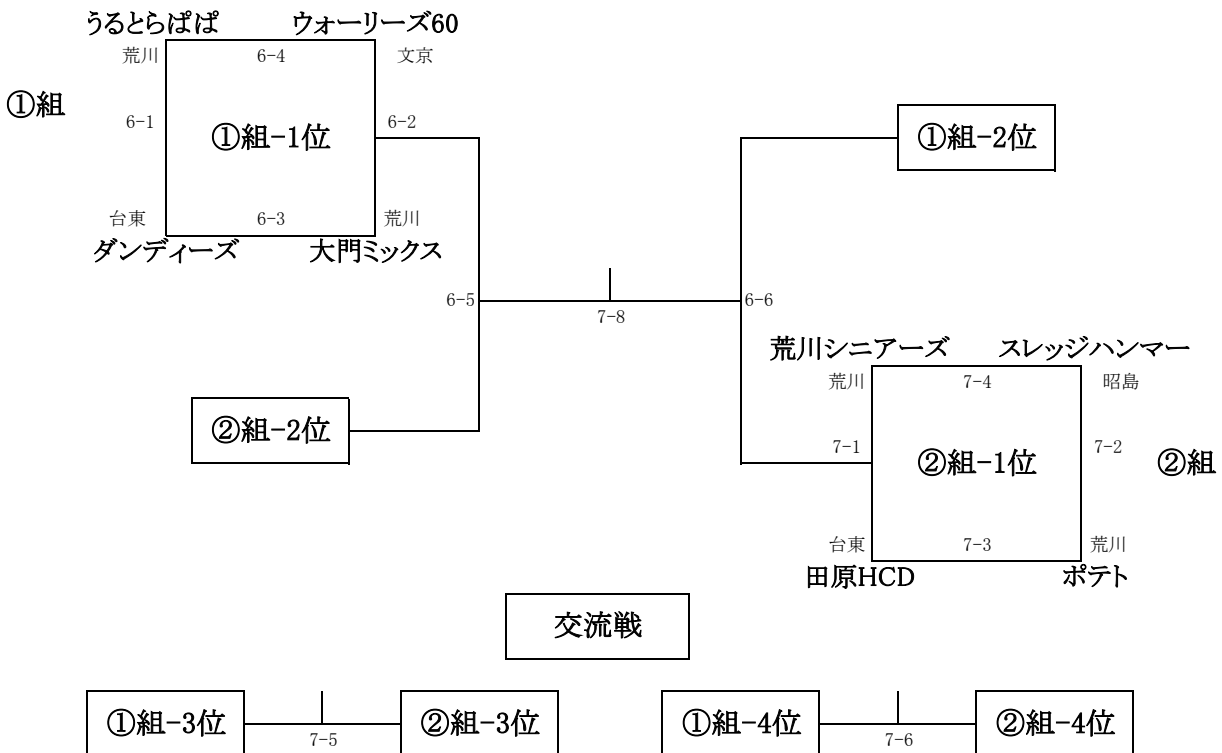 うるとらぱぱ ウォーリーズ60
荒川 6-4 文京
①組
6-1 ①組-1位 6-2
①組-2位
台東 6-3 荒川
ダンディーズ 大門ミックス
6-5 7-8 6-6
荒川シニアーズ スレッジハンマー
荒川 7-4 昭島
②組-2位
7-1 ②組-1位 7-2 ②組
台東 7-3 荒川
田原HCD ポテト
交流戦
①組-3位 7-5 ②組-3位
①組-4位 7-6 ②組-4位